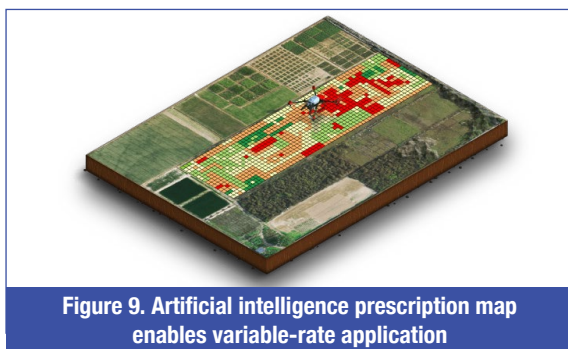 Figure 9. Artificial intelligence prescription map
enables variable-rate application